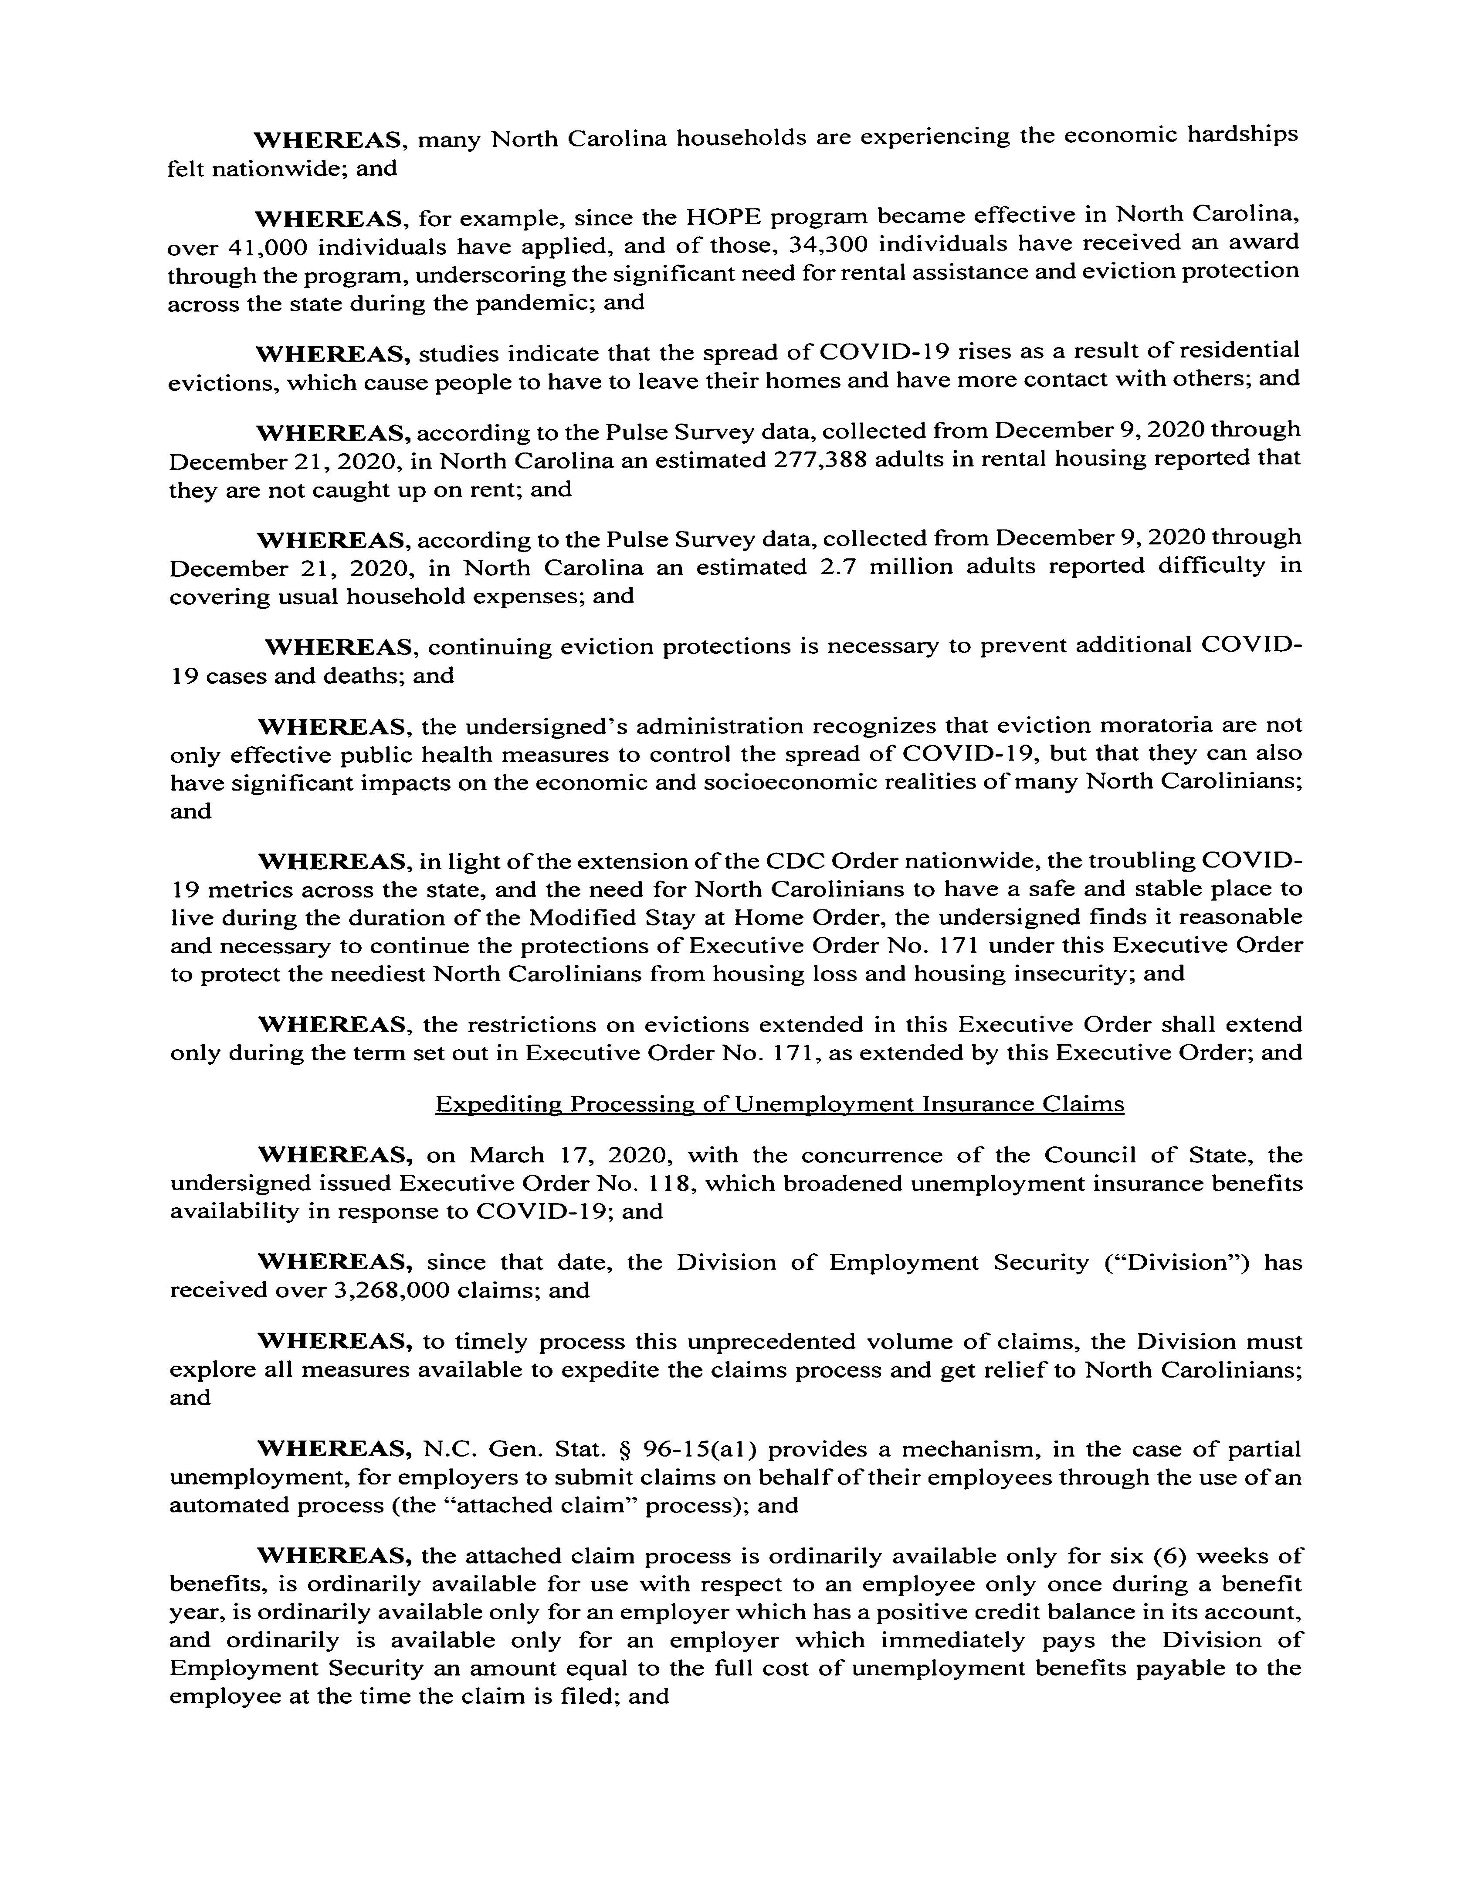 WHEREAS, many North Carolina households are experiencing the economic hardships
felt nationwide; and
WHEREAS, for example, since the HOPE program became effective in North Carolina,
over 41,000 individuals have applied, and of those, 34,300 individuals have received an award
through the program, underscoring the significant need for rental assistance and eviction protection
across the state during the pandemic; and
WHEREAS, studies indicate that the spread of COVID-19 rises as a result of residential
evictions, which cause people to have to leave their homes and have more contact with others; and
WHEREAS, according to the Pulse Survey data, collected from December 9, 2020 through
December 21, 2020, in North Carolina an estimated 277,388 adults in rental housing reported that
they are not caught up on rent; and
WHEREAS, according to the Pulse Survey data, collected from December 9, 2020 through
December 21, 2020, in North Carolina an estimated 2.7 million adults reported difficulty in
covering usual household expenses; and
WHEREAS, continuing eviction protections is necessary to prevent additional COVID-
19 cases and deaths; and
WHEREAS, the undersigned's administration recognizes that eviction moratoria are not
only effective public health measures to control the spread of COVID-19, but that they can also
have significant impacts on the economic and socioeconomic realities of many North Carolinians;
and
WHEREAS, in light of the extension of the CDC Order nationwide, the troubling COVID-
19 metrics across the state, and the need for North Carolinians to have a safe and stable place to
live during the duration of the Modified Stay at Home Order, the undersigned finds it reasonable
and necessary to continue the protections of Executive Order No. 171 under this Executive Order
to protect the neediest North Carolinians from housing loss and housing insecurity; and
WHEREAS, the restrictions on evictions extended in this Executive Order shall extend
only during the term set out in Executive Order No. 171, as extended by this Executive Order; and
Expediting Processing of Unemployment Insurance Claims
WHEREAS, on March 17, 2020, with the concurrence of the Council of State, the
undersigned issued Executive Order No. 118, which broadened unemployment insurance benefits
availability in response to COVID-19; and
WHEREAS, since that date, the Division of Employment Security (“Division”) has
received over 3,268,000 claims; and
WHEREAS, to timely process this unprecedented volume of claims, the Division must
explore all measures available to expedite the claims process and get relief to North Carolinians;
and
WHEREAS, N.C. Gen. Stat. § 96-15(a1) provides a mechanism, in the case of partial
unemployment, for employers to submit claims on behalf of their employees through the use of an
automated process (the “attached claim” process); and
WHEREAS, the attached claim process is ordinarily available only for six (6) weeks of
benefits, is ordinarily available for use with respect to an employee only once during a benefit
year, is ordinarily available only for an employer which has a positive credit balance in its account,
and ordinarily is available only for an employer which immediately pays the Division of
Employment Security an amount equal to the full cost of unemployment benefits payable to the
employee at the time the claim is filed; and